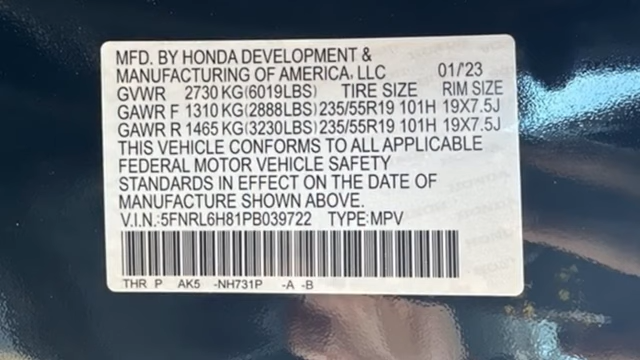 MFD. BY HONDA DEVELOPMENT &
MANUFACTURING OF AMERICA, LLC 01/'23
GVWR 2730 KG(6019LBS) TIRE SIZE RIM SIZE
GAWR F 1310 KG(2888LBS) 235/55R19 101H 19X7.5J
GAWR R 1465 KG(3230LBS) 235/55R19 101H 19X7.5J
THIS VEHICLE CONFORMS TO ALL APPLICABLE
FEDERAL MOTOR VEHICLE SAFETY
STANDARDS IN EFFECT ON THE DATE OF
MANUFACTURE SHOWN ABOVE.
V.I.N.:5FNRL6H81PB039722 TYPE:MPV
THR P AK5 -NH731P -A -B